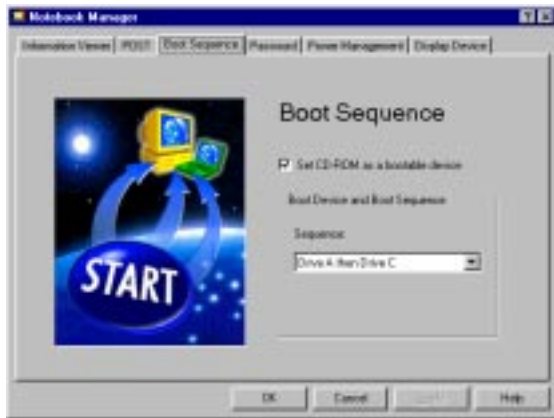 Notebook Manager
Information Viewer POST Boot Sequence Password Power Management Display Device
Boot Sequence
Set CD-ROM as a bootable device
Boot Device and Boot Sequence
Sequence:
Drive A then Drive C
START
OK Cancel Help